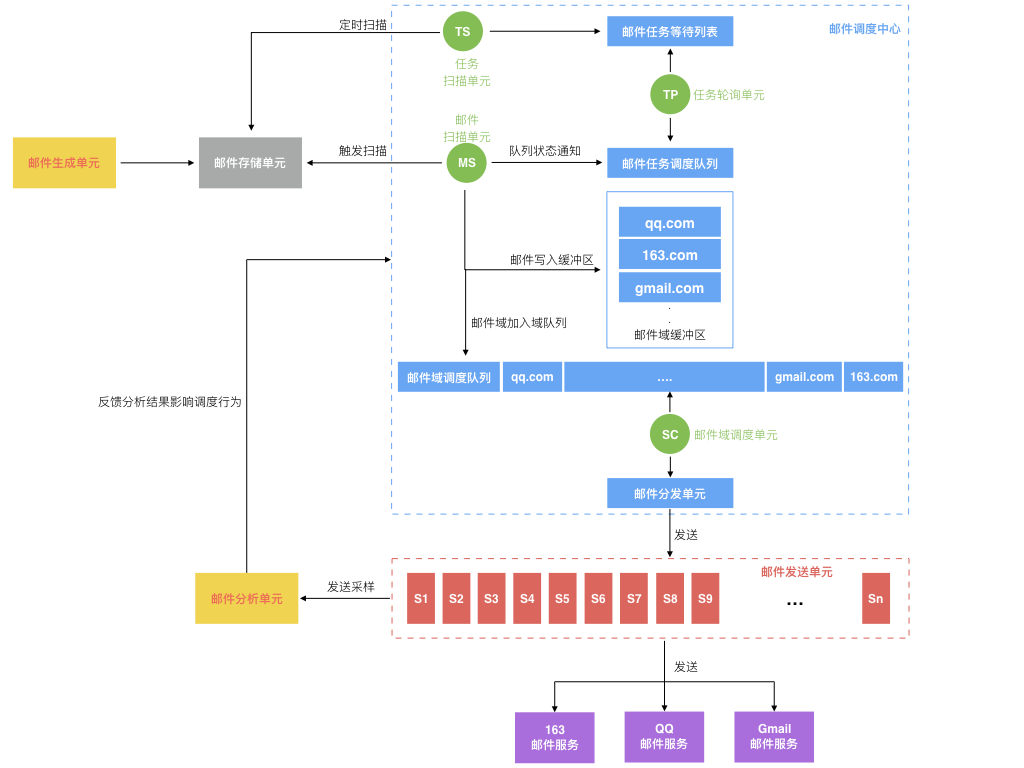 定时扫描
TS
邮件任务等待列表
邮件调度中心
任务
扫描单元
TP
任务轮询单元
邮件
扫描单元
邮件生成单元
邮件存储单元
触发扫描
MS
队列状态通知
邮件任务调度队列
qq.com
163.com
gmail.com
.
.
邮件域缓冲区
邮件写入缓冲区
邮件域加入域队列
邮件域调度队列
qq.com
....
gmail.com
163.com
反馈分析结果影响调度行为
SC
邮件域调度单元
邮件分发单元
发送
邮件发送单元
邮件分析单元
发送采样
S1
S2
S3
S4
S5
S6
S7
S8
S9
...
Sn
发送
163
邮件服务
QQ
邮件服务
Gmail
邮件服务